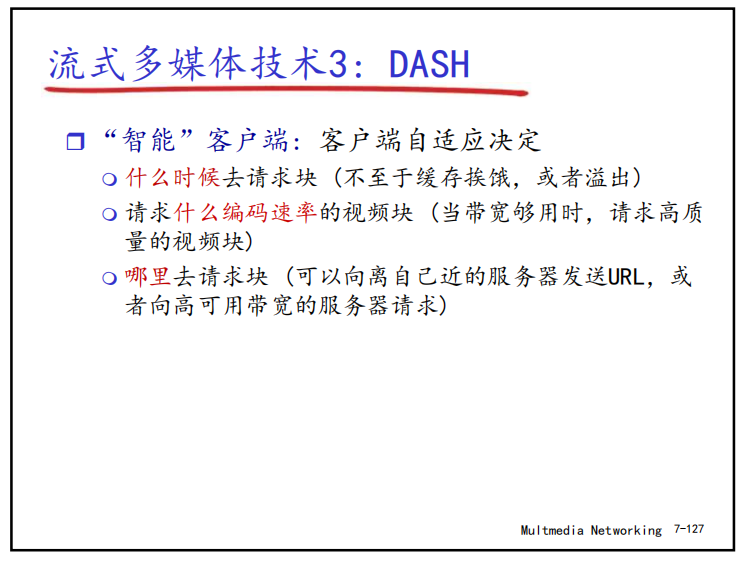 流式多媒体技术3：DASH
“智能”客户端：客户端自适应决定
什么时候去请求块（不至于缓存挨饿，或者溢出）
请求什么编码速率的视频块（当带宽够用时，请求高质
量的视频块）
哪里去请求块（可以向离自己近的服务器发送URL，或
者向高可用带宽的服务器请求）
Multmedia Networking 7-127